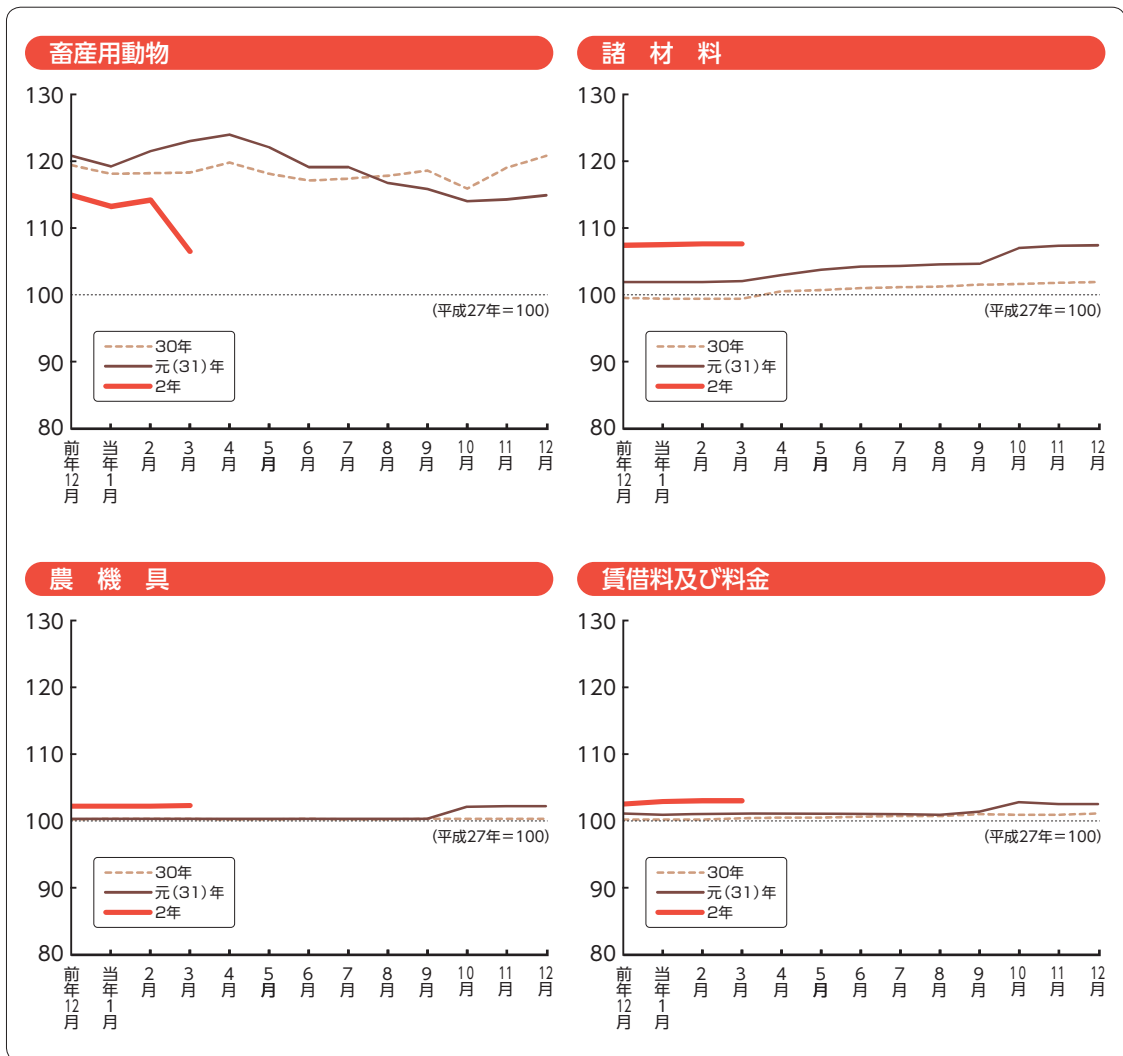 畜産用動物
130
120
110
100
90
80
(平成27年=100)
30年
元(31)年
2年
前年12月
当年1月
2月
3月
4月
5月
6月
7月
8月
9月
10月
11月
12月
諸 材 料
130
120
110
100
90
80
(平成27年=100)
30年
元(31)年
2年
前年12月
当年1月
2月
3月
4月
5月
6月
7月
8月
9月
10月
11月
12月
農 機 具
130
120
110
100
90
80
(平成27年=100)
30年
元(31)年
2年
前年12月
当年1月
2月
3月
4月
5月
6月
7月
8月
9月
10月
11月
12月
賃借料及び料金
130
120
110
100
90
80
(平成27年=100)
30年
元(31)年
2年
前年12月
当年1月
2月
3月
4月
5月
6月
7月
8月
9月
10月
11月
12月